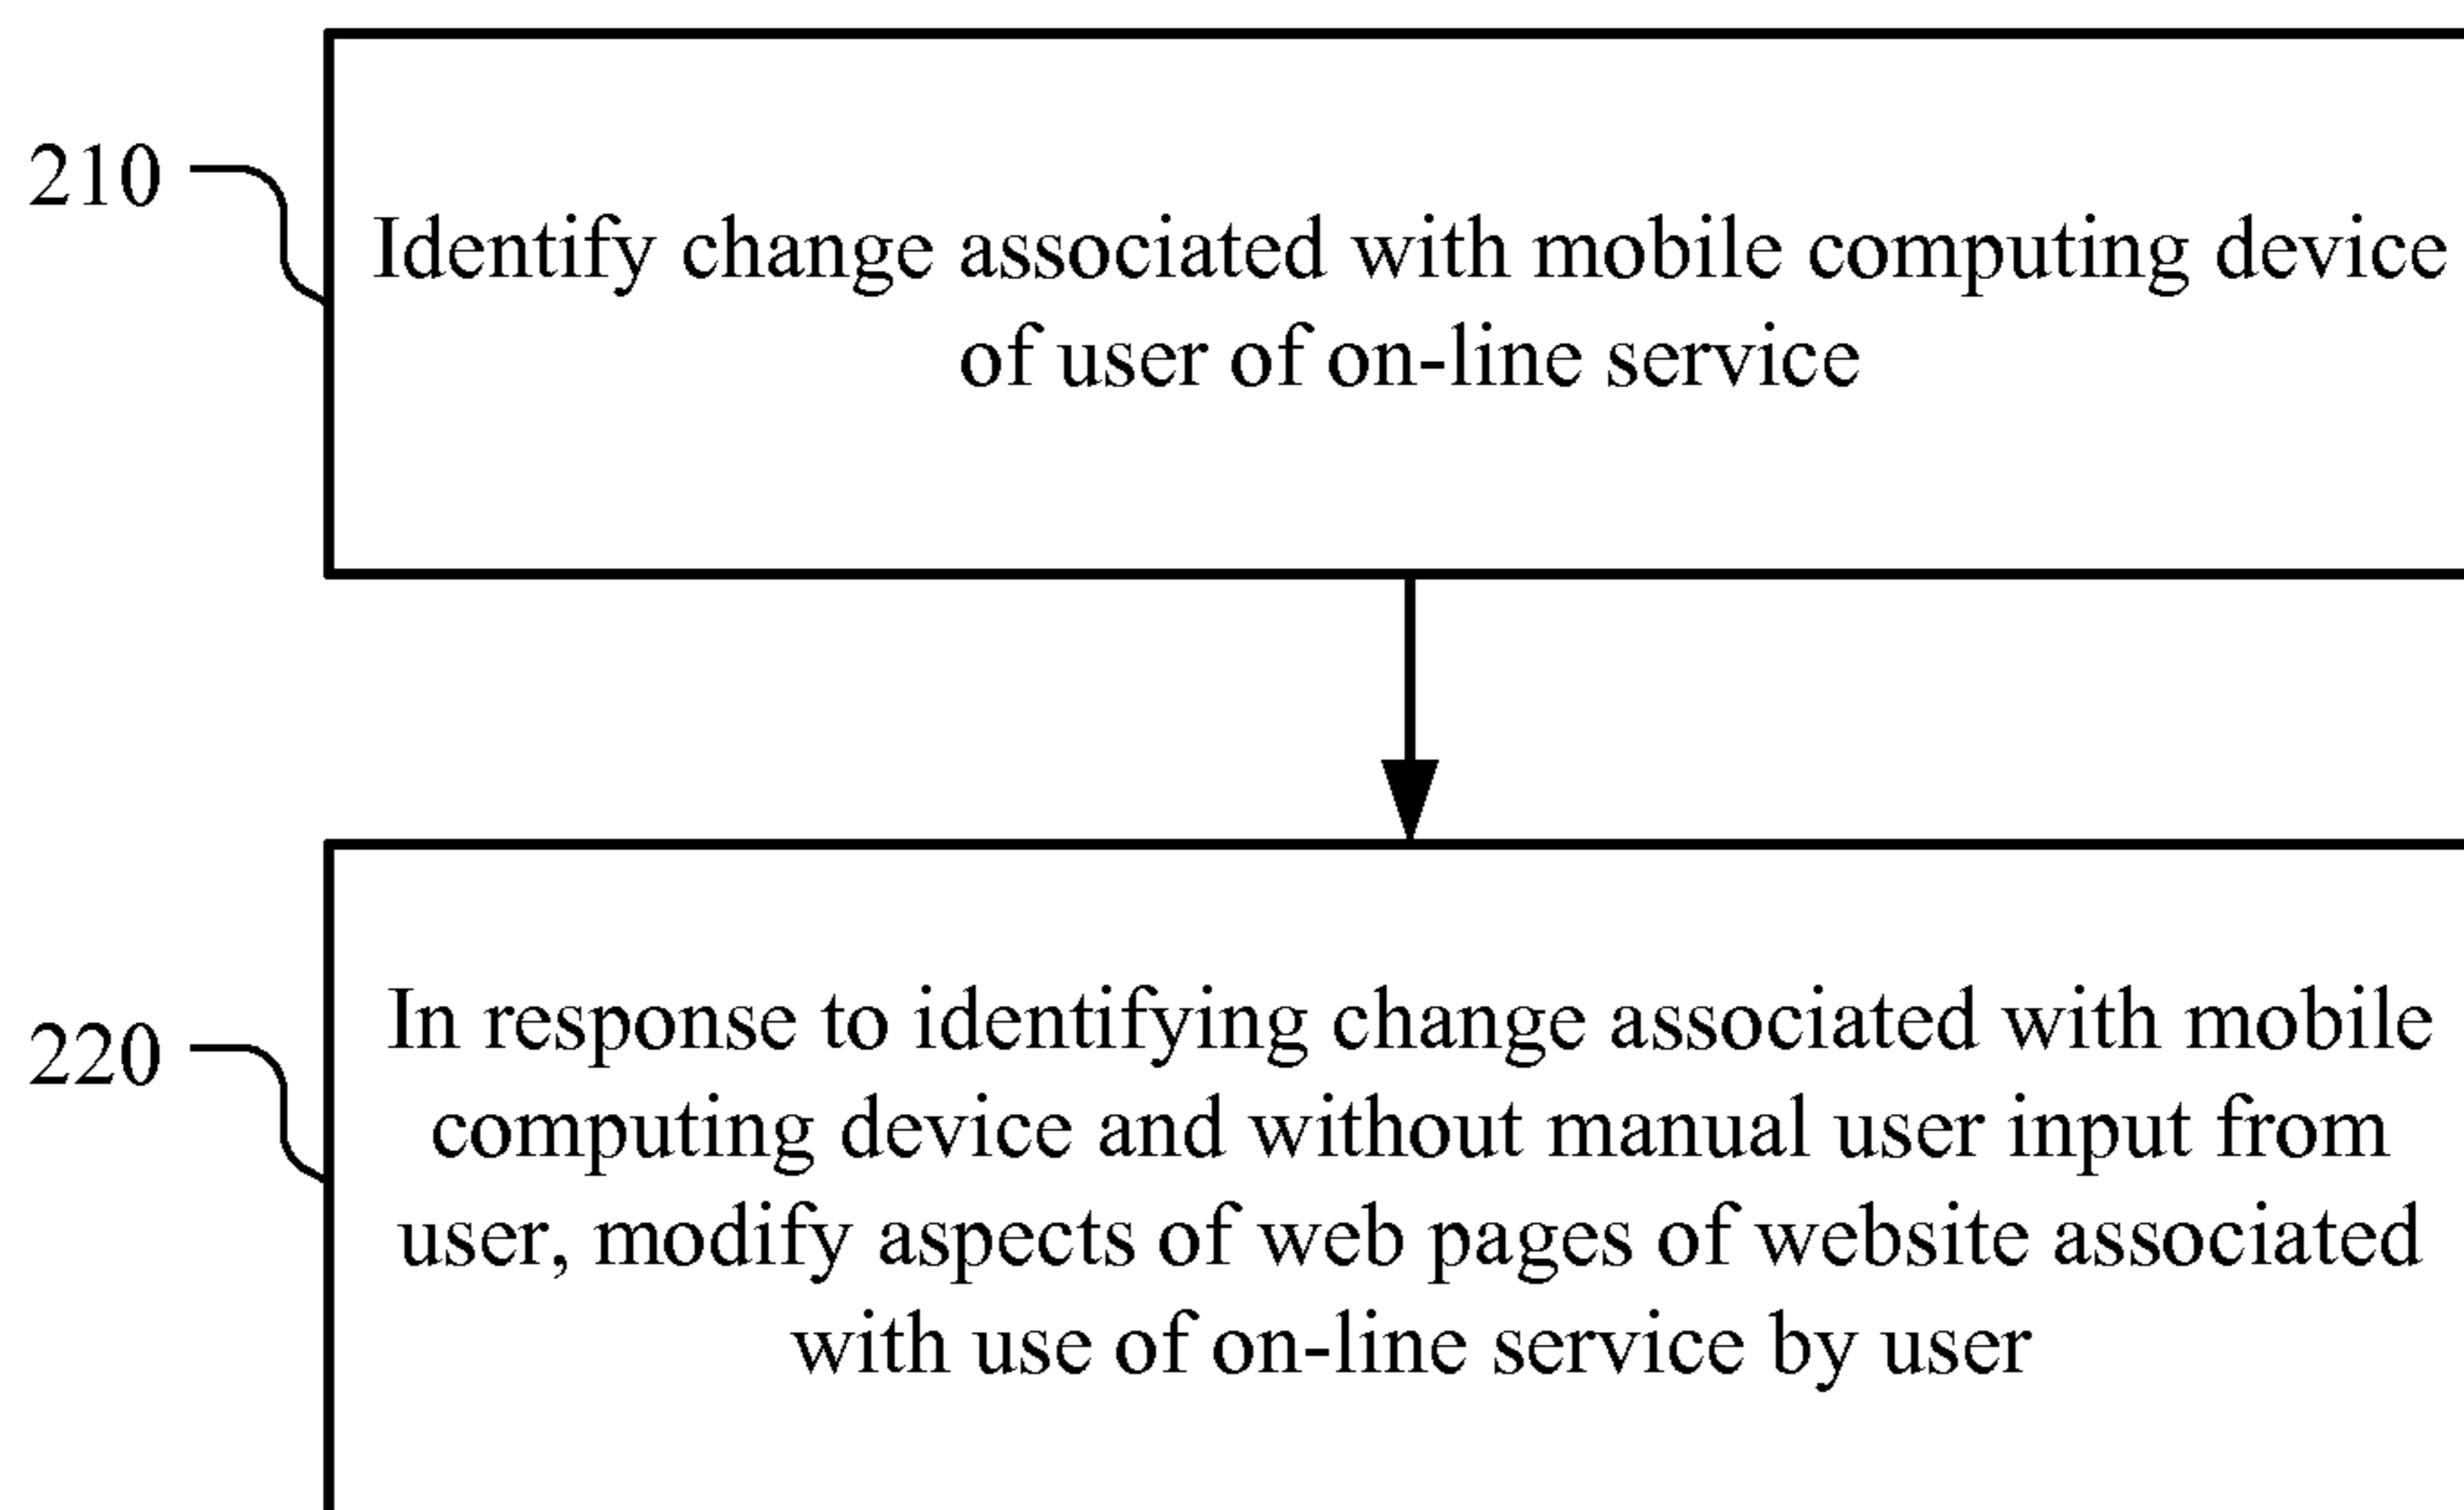 210
Identify change associated with mobile computing device
of user of on-line service
220
In response to identifying change associated with mobile
computing device and without manual user input from
user, modify aspects of web pages of website associated
with use of on-line service by user